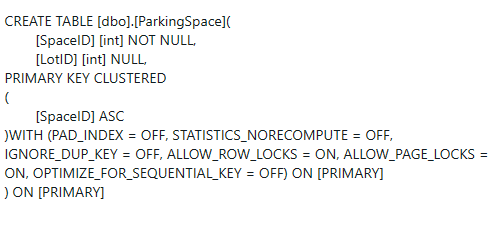 CREATE TABLE [dbo].[ParkingSpace](
[SpaceID] [int] NOT NULL,
[LotID] [int] NULL,
PRIMARY KEY CLUSTERED
(
[SpaceID] ASC
)WITH (PAD_INDEX = OFF, STATISTICS_NORECOMPUTE = OFF,
IGNORE_DUP_KEY = OFF, ALLOW_ROW_LOCKS = ON, ALLOW_PAGE_LOCKS =
ON, OPTIMIZE_FOR_SEQUENTIAL_KEY = OFF) ON [PRIMARY]
) ON [PRIMARY]